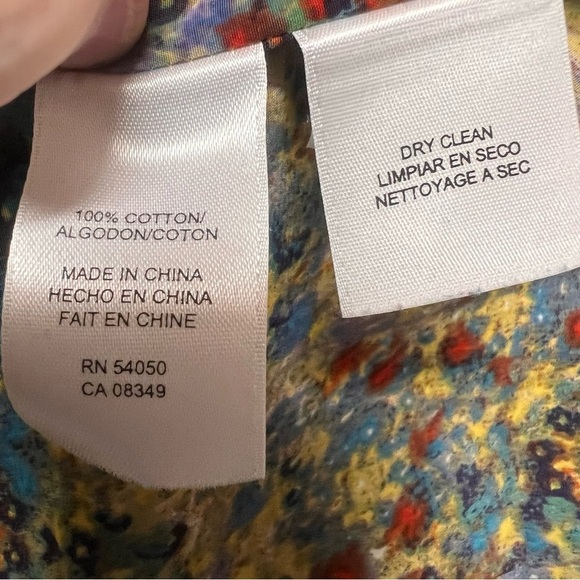 100% COTTON/
ALGODON/COTON
MADE IN CHINA
HECHO EN CHINA
FAIT EN CHINE
RN 54050
CA 08349
DRY CLEAN
LIMPIAR EN SECO
NETTOYAGE A SEC